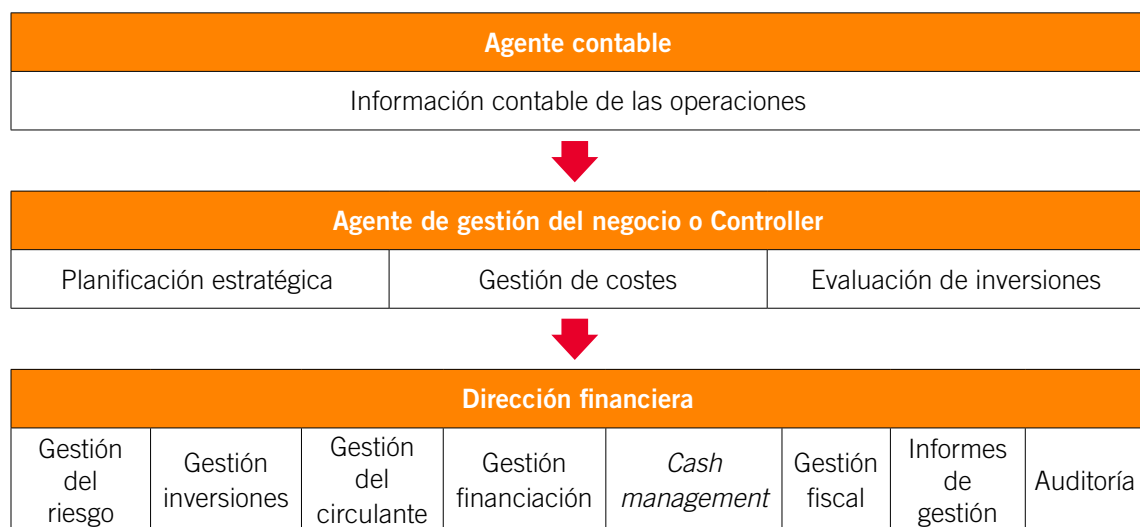 Agente contable
Información contable de las operaciones
Agente de gestión del negocio o Controller
Planificación estratégica
Gestión de costes
Evaluación de inversiones
Dirección financiera
Gestión
del
riesgo
Gestión
inversiones
Gestión
del
circulante
Gestión
financiación
Cash
management
Gestión
fiscal
Informes
de
gestión
Auditoría